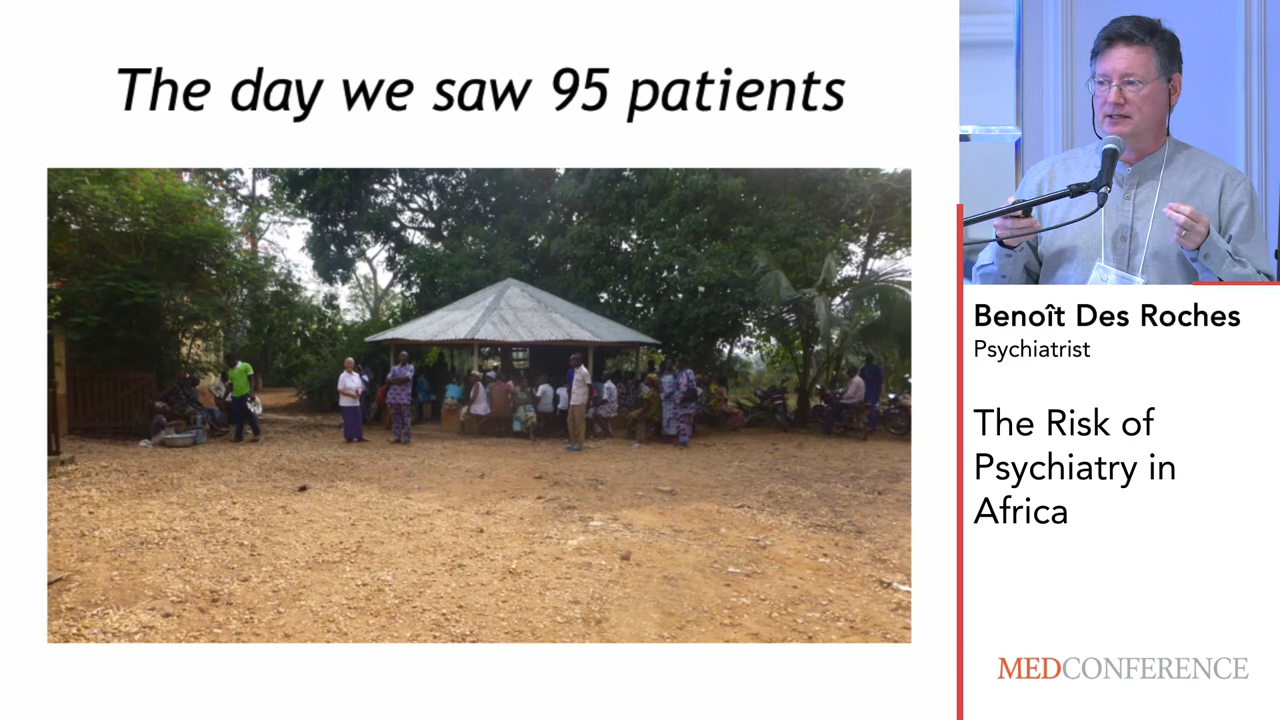 The day we saw 95 patients
Benoît Des Roches
Psychiatrist
The Risk of
Psychiatry in
Africa
MEDCONFERENCE